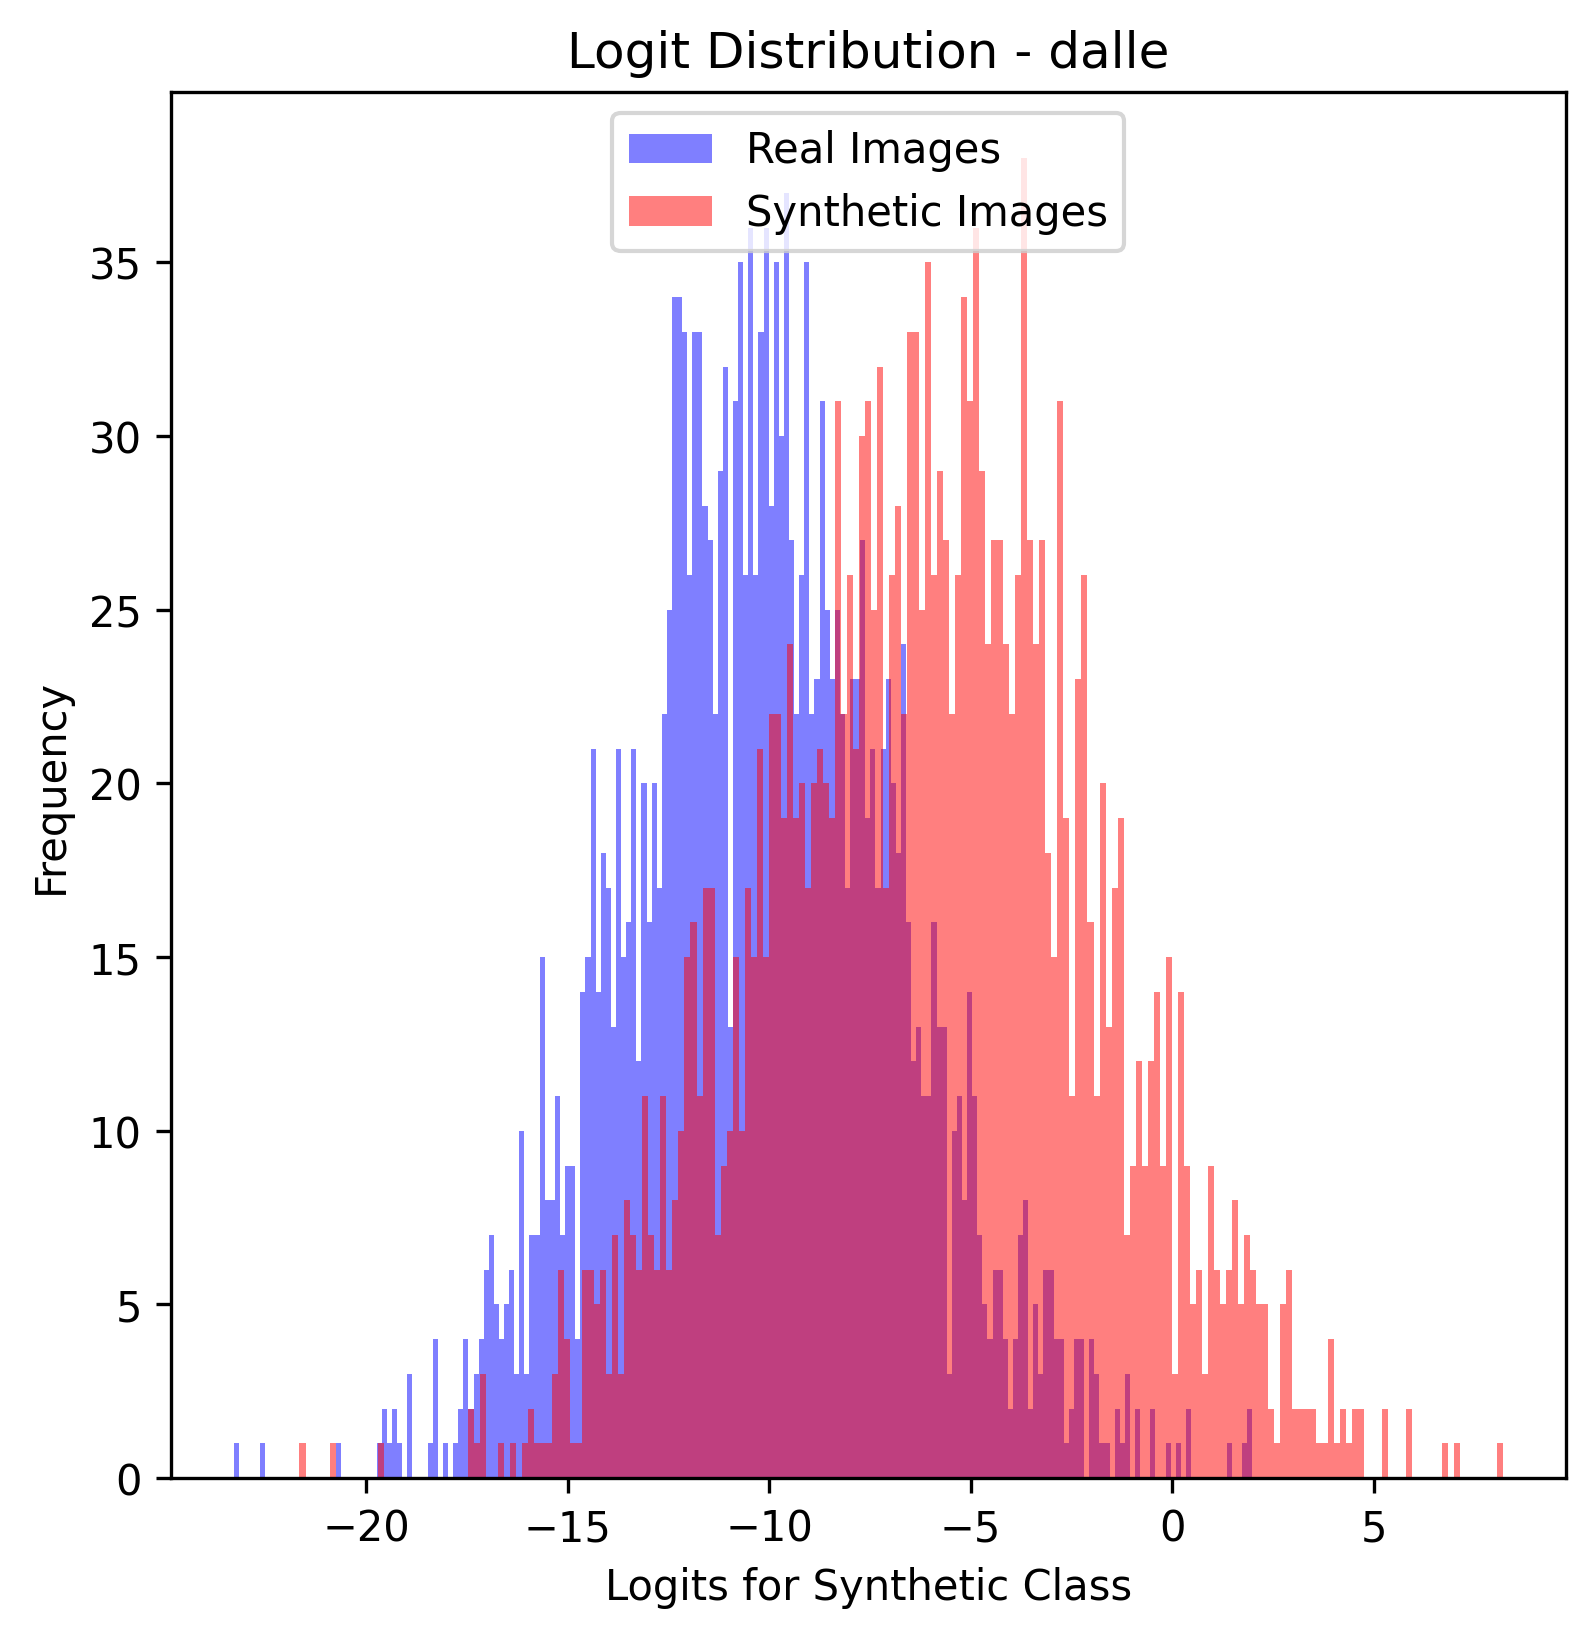 Logit Distribution - dalle
Real Images
Synthetic Images
Frequency
35
30
25
20
15
10
5
0
−20
−15
−10
−5
0
5
Logits for Synthetic Class